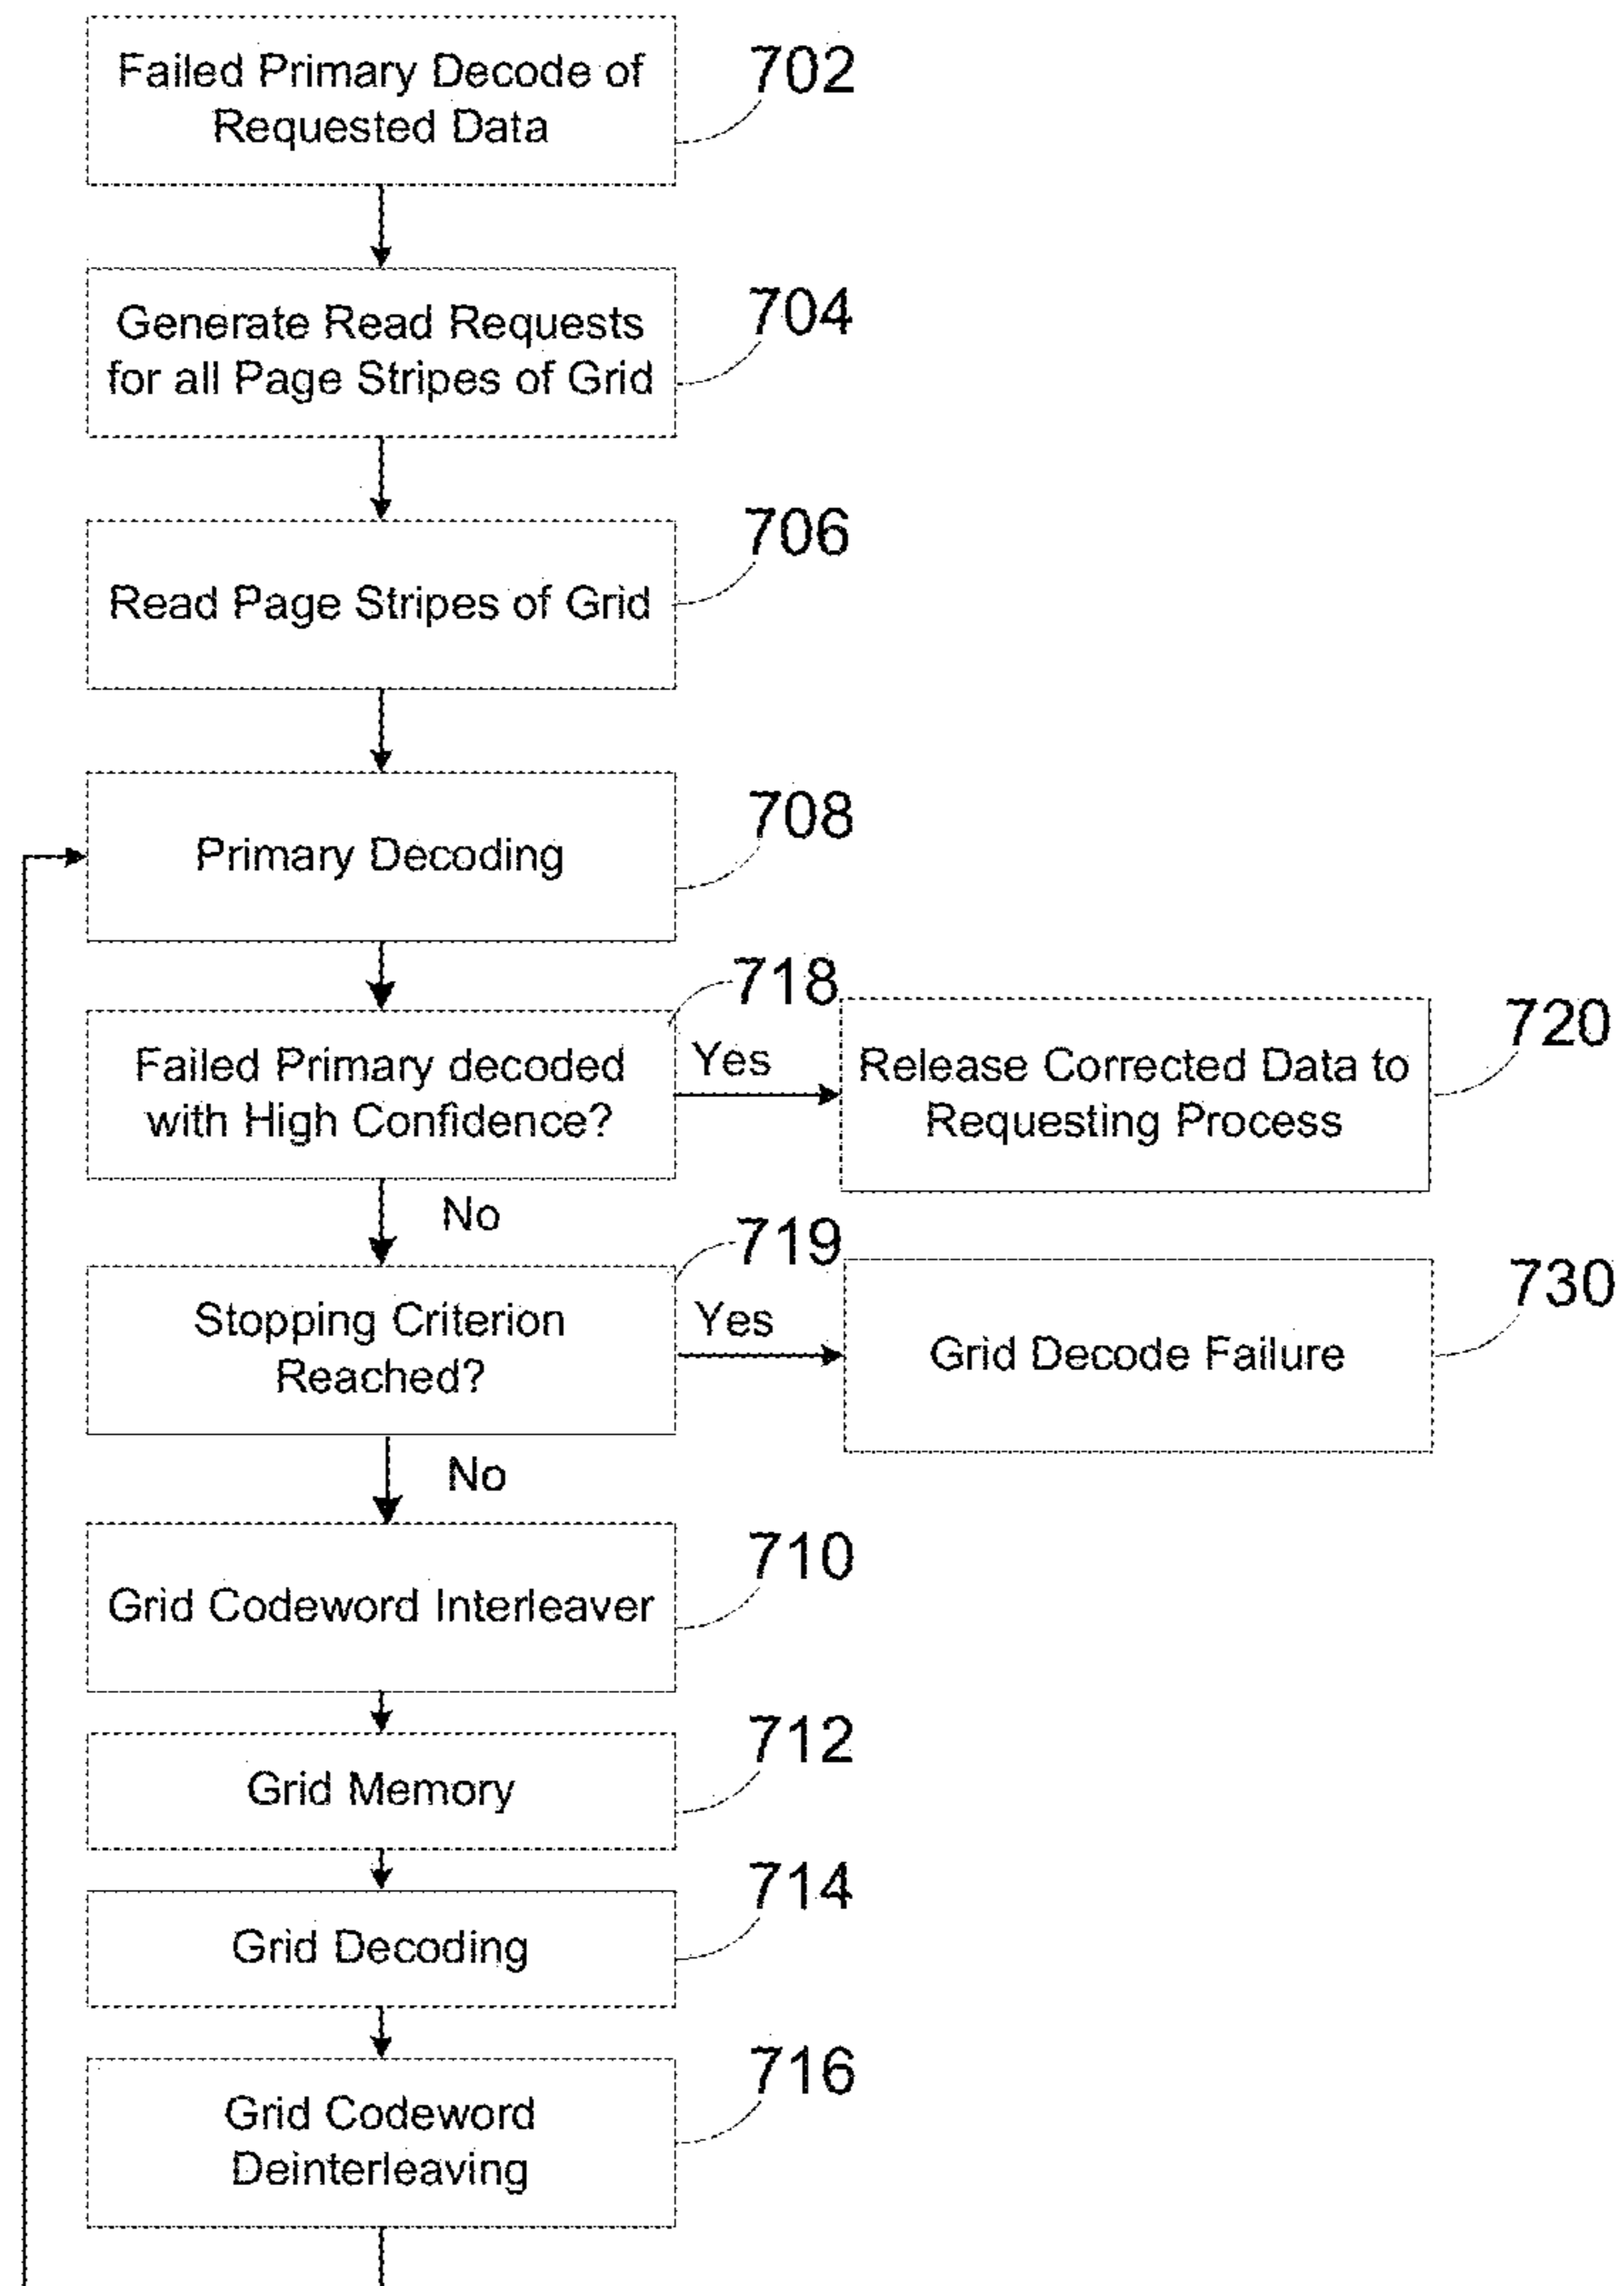 Failed Primary Decode of
Requested Data
702
Generate Read Requests
for all Page Stripes of Grid
704
Read Page Stripes of Grid
706
Primary Decoding
708
Failed Primary decoded
with High Confidence?
718
Yes
Release Corrected Data to
Requesting Process
720
No
Stopping Criterion
Reached?
719
Yes
Grid Decode Failure
730
No
Grid Codeword Interleaver
710
Grid Memory
712
Grid Decoding
714
Grid Codeword
Deinterleaving
716